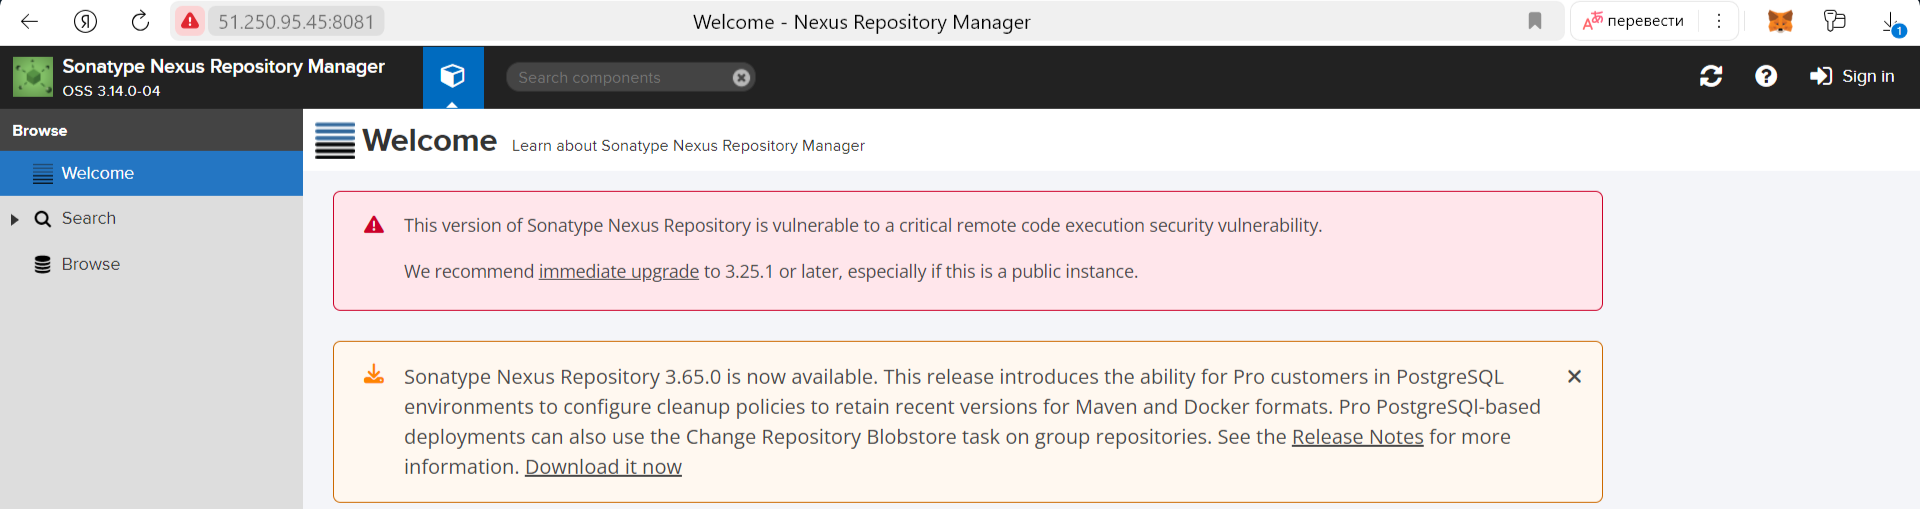 Я
51.250.95.45:8081
Welcome - Nexus Repository Manager
перевести
1
Sonatype Nexus Repository Manager
OSS 3.14.0-04
Search components
Sign in
Browse
Welcome
Search
Browse
Welcome
Learn about Sonatype Nexus Repository Manager
This version of Sonatype Nexus Repository is vulnerable to a critical remote code execution security vulnerability.
We recommend immediate upgrade to 3.25.1 or later, especially if this is a public instance.
Sonatype Nexus Repository 3.65.0 is now available. This release introduces the ability for Pro customers in PostgreSQL
environments to configure cleanup policies to retain recent versions for Maven and Docker formats. Pro PostgreSQl-based
deployments can also use the Change Repository Blobstore task on group repositories. See the Release Notes for more
information. Download it now